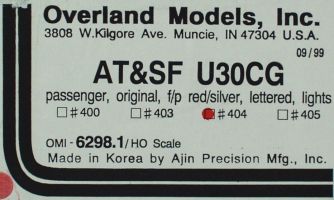 Overland Models, Inc.
3808 W.Kilgore Ave. Muncie, IN 47304 U.S.A.
09/99
AT&SF U30CG
passenger, original, f/p red/silver, lettered, lights
□#400 □#403 □#404 □#405
OMI - 6298.1/HO Scale
Made in Korea by Ajin Precision Mfg., Inc.